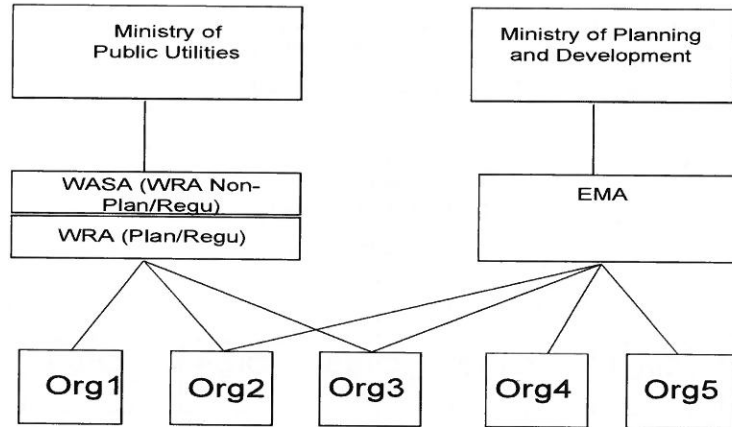 Ministry of
Public Utilities
Ministry of Planning
and Development
WASA (WRA Non-
Plan/Regu)
WRA (Plan/Regu)
EMA
Org1
Org2
Org3
Org4
Org5